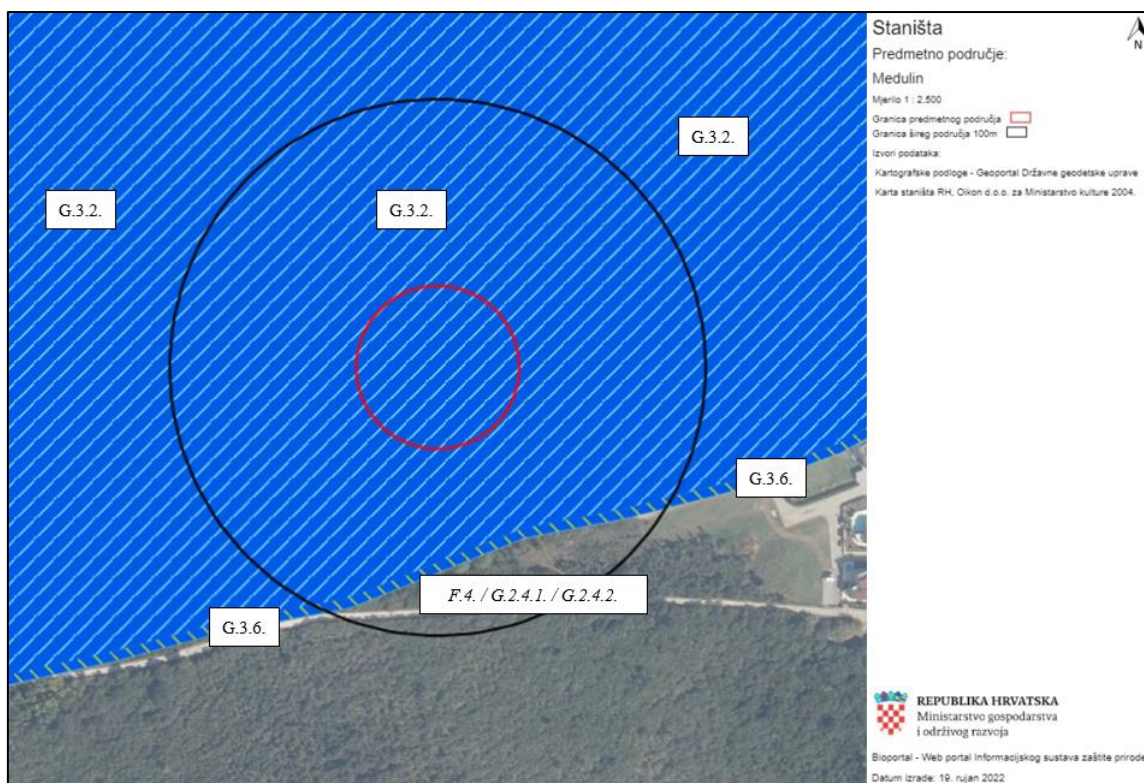 G.3.2.
G.3.2.
G.3.2.
G.3.6.
F.4. / G.2.4.1. / G.2.4.2.
G.3.6.
Staništa
N
Predmetno područje:
Medulin
Mjerilo 1 : 2,500
Granica predmetnog područja
Granica šireg područja 100m
Izvori podataka:
Kartografske podloge - Geoportal Državne geodetske uprave
Karta staništa RH, Oikon d.o.o. za Ministarstvo kulture 2004.
REPUBLIKA HRVATSKA
Ministarstvo gospodarstva
i održivog razvoja
Bioportal - Web portal Informacijskog sustava zaštite prirode
Datum izrade: 19. rujan 2022